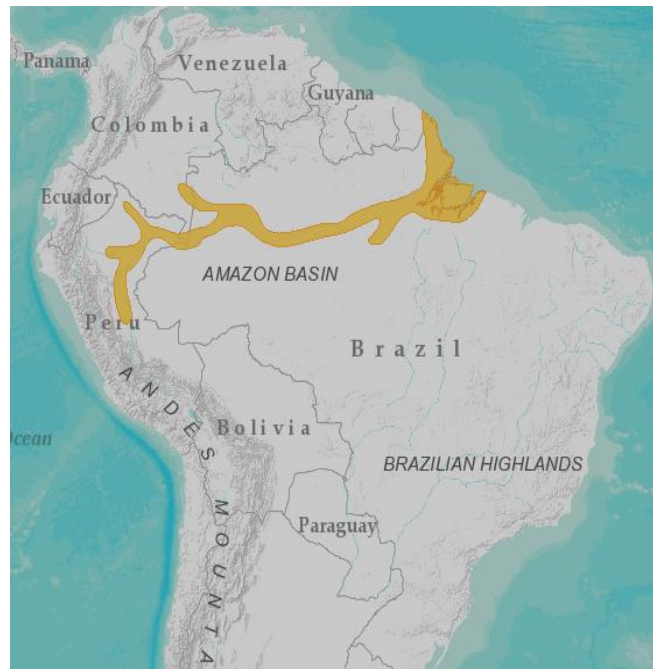 Panama
Venezuela
Guyana
Colombia
Ecuador
AMAZON BASIN
Peru
Brazil
ANDES MOUNTA
Bolivia
Ocean
BRAZILIAN HIGHLANDS
Paraguay